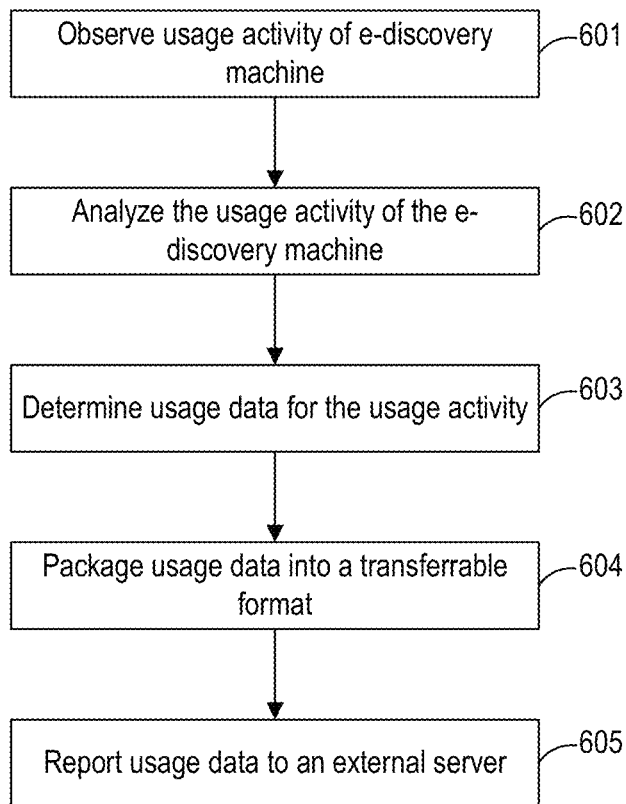 Observe usage activity of e-discovery
machine
601
Analyze the usage activity of the e-
discovery machine
602
Determine usage data for the usage activity
603
Package usage data into a transferrable
format
604
Report usage data to an external server
605